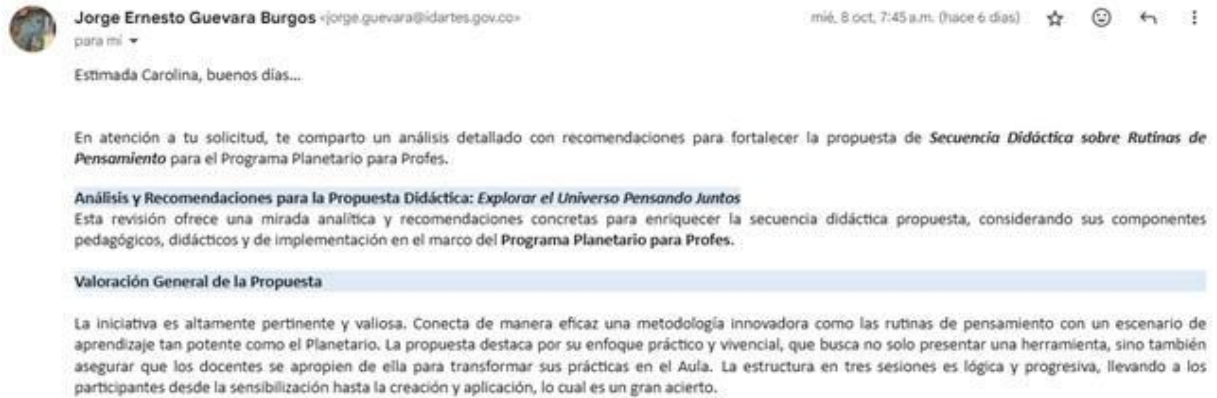 Jorge Ernesto Guevara Burgos <jorge.guevara@idartes.gov.co>
mié, 8 oct, 7:45 a.m. (hace 6 días)
para mí
Estimada Carolina, buenos días...
En atención a tu solicitud, te comparto un análisis detallado con recomendaciones para fortalecer la propuesta de Secuencia Didáctica sobre Rutinas de
Pensamiento para el Programa Planetario para Profes.
Análisis y Recomendaciones para la Propuesta Didáctica: Explorar el Universo Pensando Juntos
Esta revisión ofrece una mirada analítica y recomendaciones concretas para enriquecer la secuencia didáctica propuesta, considerando sus componentes
pedagógicos, didácticos y de implementación en el marco del Programa Planetario para Profes.
Valoración General de la Propuesta
La iniciativa es altamente pertinente y valiosa. Conecta de manera eficaz una metodología innovadora como las rutinas de pensamiento con un escenario de
aprendizaje tan potente como el Planetario. La propuesta destaca por su enfoque práctico y vivencial, que busca no solo presentar una herramienta, sino también
asegurar que los docentes se apropien de ella para transformar sus prácticas en el Aula. La estructura en tres sesiones es lógica y progresiva, llevando a los
participantes desde la sensibilización hasta la creación y aplicación, lo cual es un gran acierto.